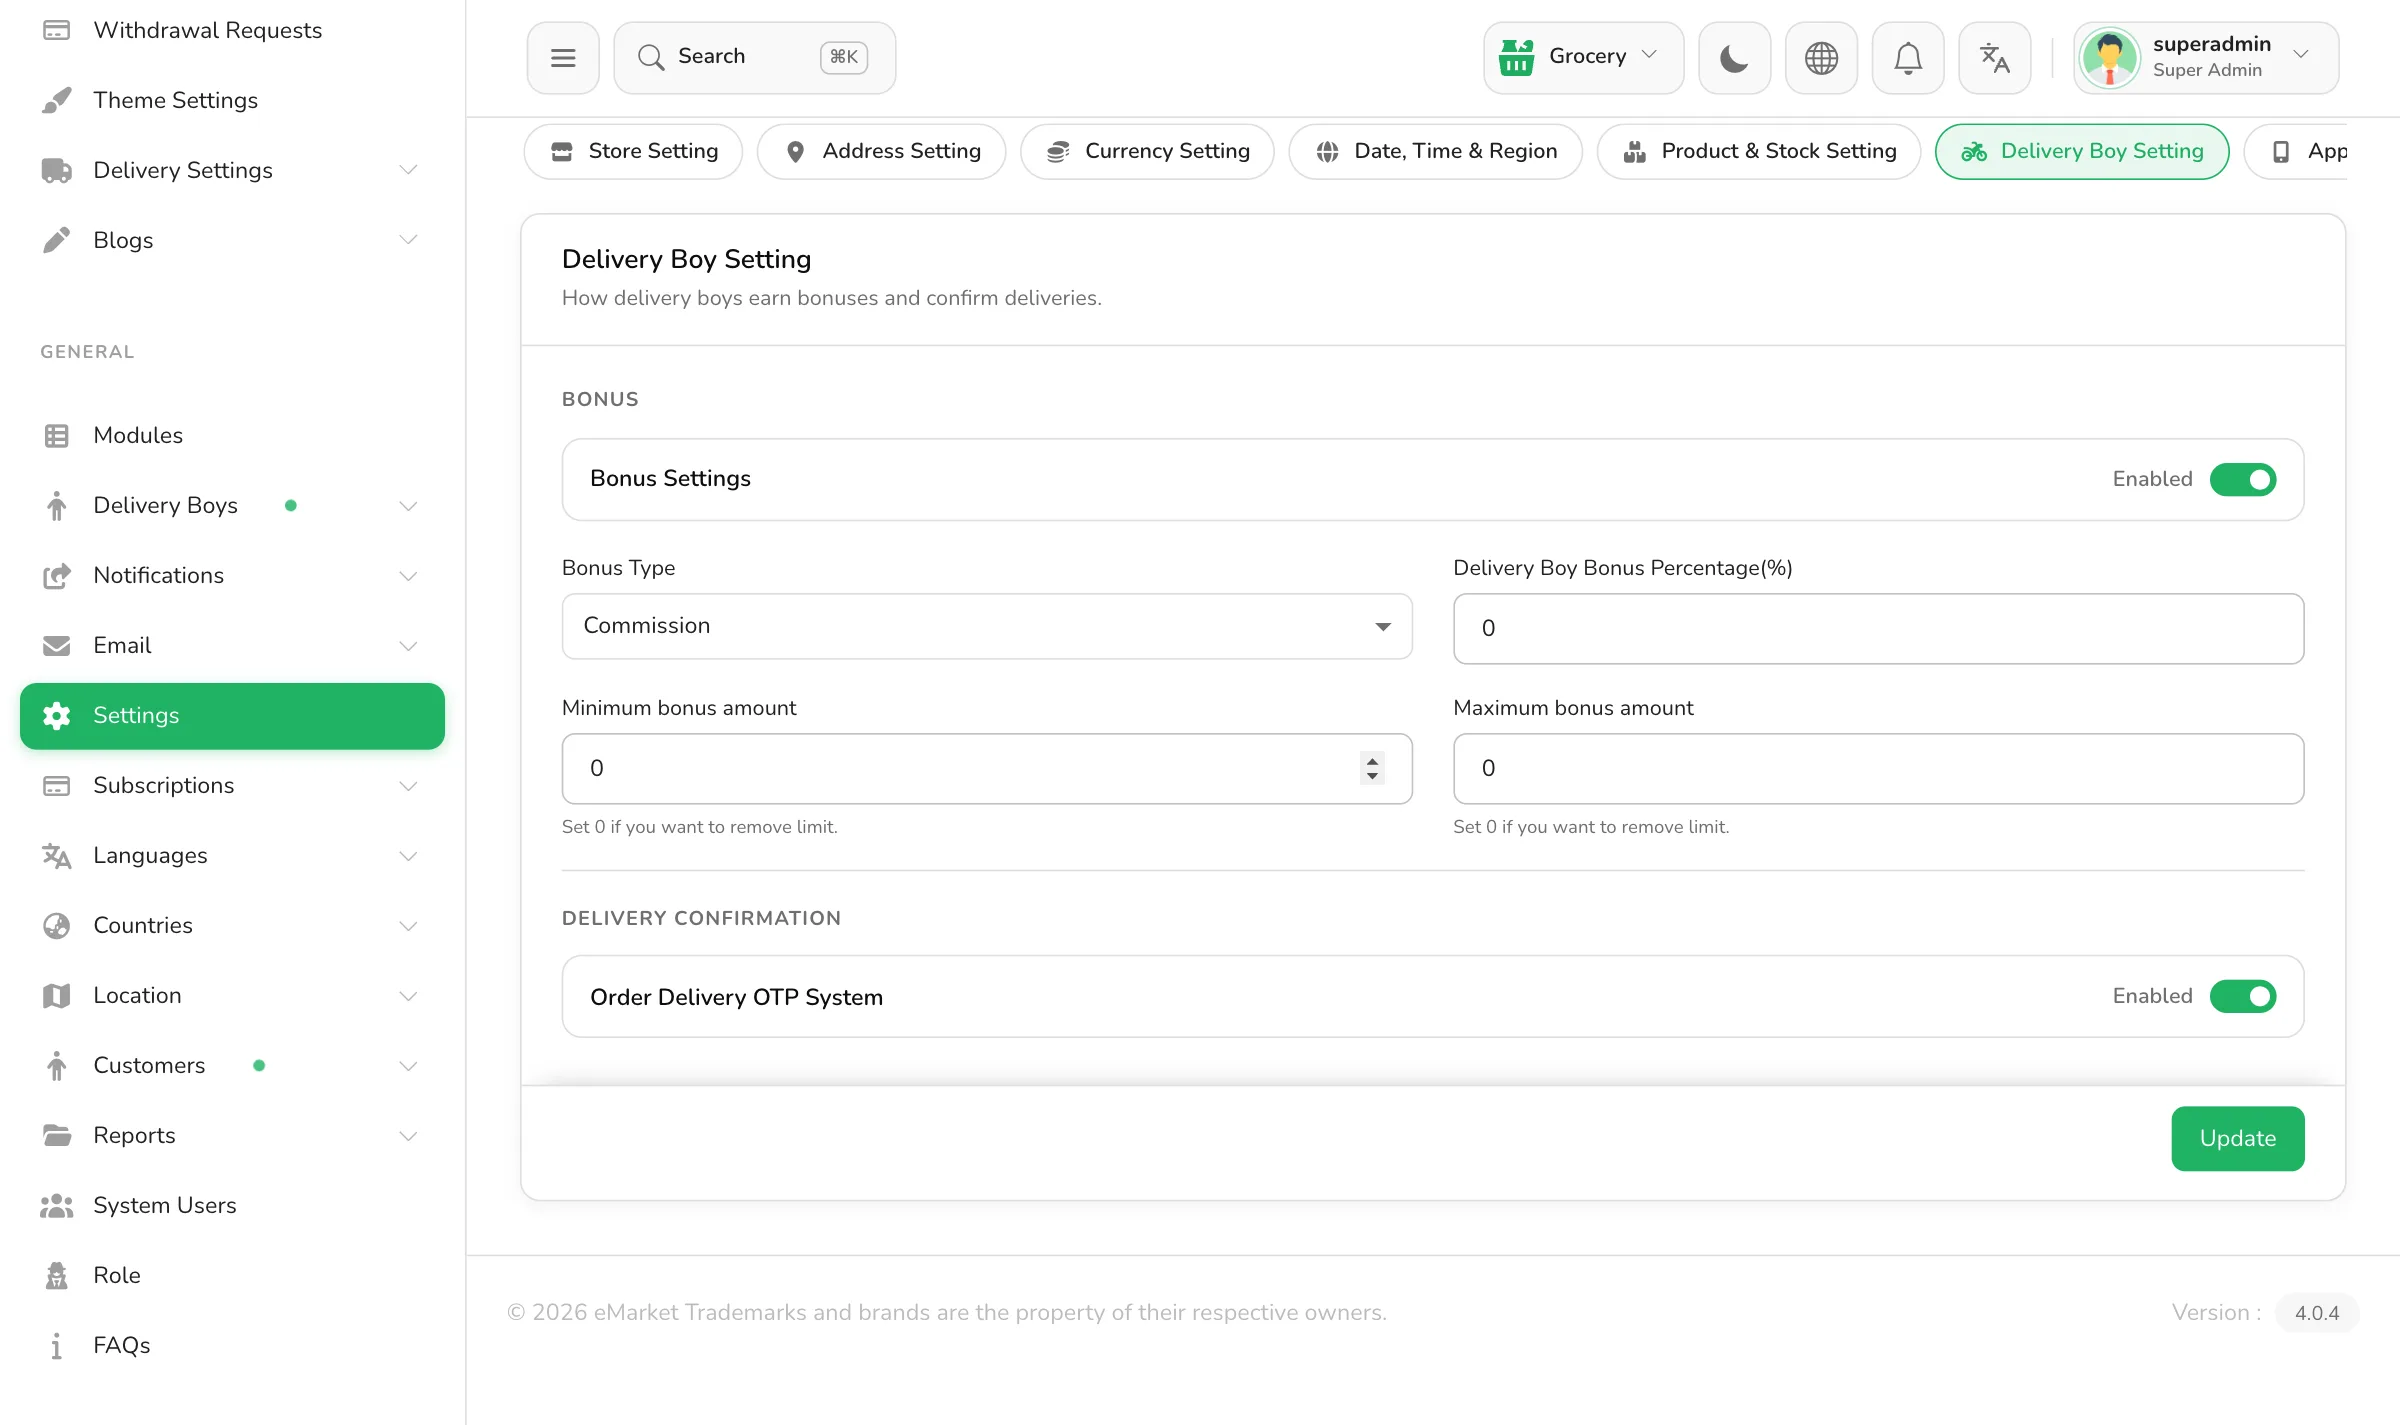 Withdrawal Requests
Theme Settings
Delivery Settings
Blogs
GENERAL
Modules
Delivery Boys
Notifications
Email
Settings
Subscriptions
Languages
Countries
Location
Customers
Reports
System Users
Role
FAQs
Search ⌘K
Grocery
superadmin
Super Admin
Store Setting
Address Setting
Currency Setting
Date, Time & Region
Product & Stock Setting
Delivery Boy Setting
App
Delivery Boy Setting
How delivery boys earn bonuses and confirm deliveries.
BONUS
Bonus Settings
Enabled
Bonus Type
Commission
Delivery Boy Bonus Percentage(%)
0
Minimum bonus amount
0
Set 0 if you want to remove limit.
Maximum bonus amount
0
Set 0 if you want to remove limit.
DELIVERY CONFIRMATION
Order Delivery OTP System
Enabled
Update
© 2026 eMarket Trademarks and brands are the property of their respective owners.
Version : 4.0.4